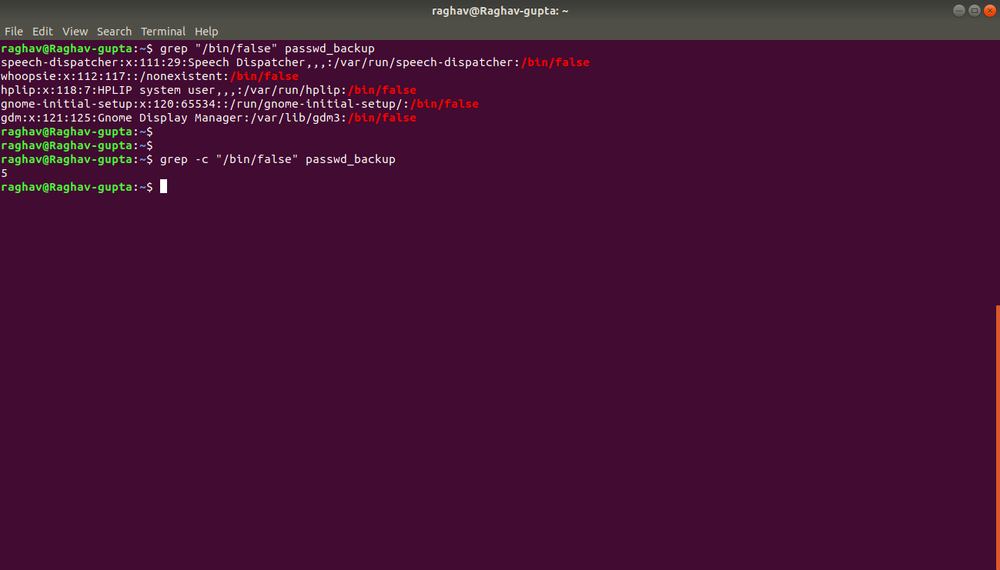 raghav@Raghav-gupta: ~
File Edit View Search Terminal Help
raghav@Raghav-gupta:~$ grep "/bin/false" passwd_backup
speech-dispatcher:x:111:29:Speech Dispatcher,,,:/var/run/speech-dispatcher:/bin/false
whoopsie:x:112:117::/nonexistent:/bin/false
hplip:x:118:7:HPLIP system user,,,:/var/run/hplip:/bin/false
gnome-initial-setup:x:120:65534::/run/gnome-initial-setup/:/bin/false
gdm:x:121:125:Gnome Display Manager:/var/lib/gdm3:/bin/false
raghav@Raghav-gupta:~$
raghav@Raghav-gupta:~$
raghav@Raghav-gupta:~$ grep -c "/bin/false" passwd_backup
5
raghav@Raghav-gupta:~$